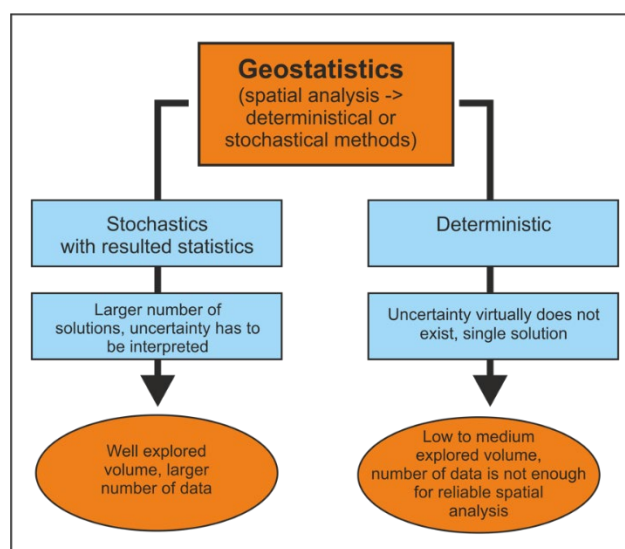 Geostatistics
(spatial analysis ->
deterministical or
stochastical methods)
Stochastics
with resulted statistics
Deterministic
Larger number of
solutions, uncertainty has to
be interpreted
Uncertainty virtually does not
exist, single solution
Well explored
volume, larger
number of data
Low to medium
explored volume,
number of data is not enough
for reliable spatial
analysis